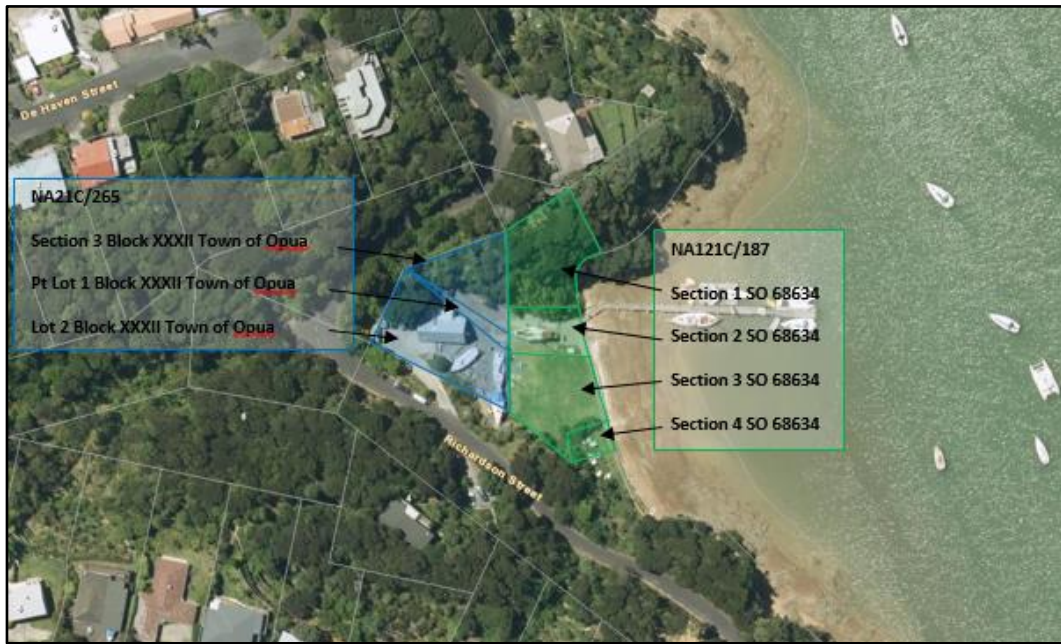 De Haven Street
NA21C/265
Section 3 Block XXXII Town of Opua
Pt Lot 1 Block XXXII Town of Opua
Lot 2 Block XXXII Town of Opua
NA121C/187
Section 1 SO 68634
Section 2 SO 68634
Section 3 SO 68634
Section 4 SO 68634
Richardson Street